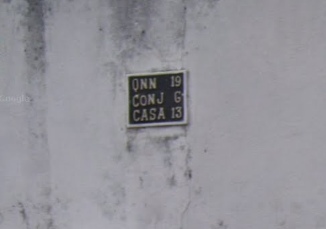 QNN 19
CONJ G
CASA 13